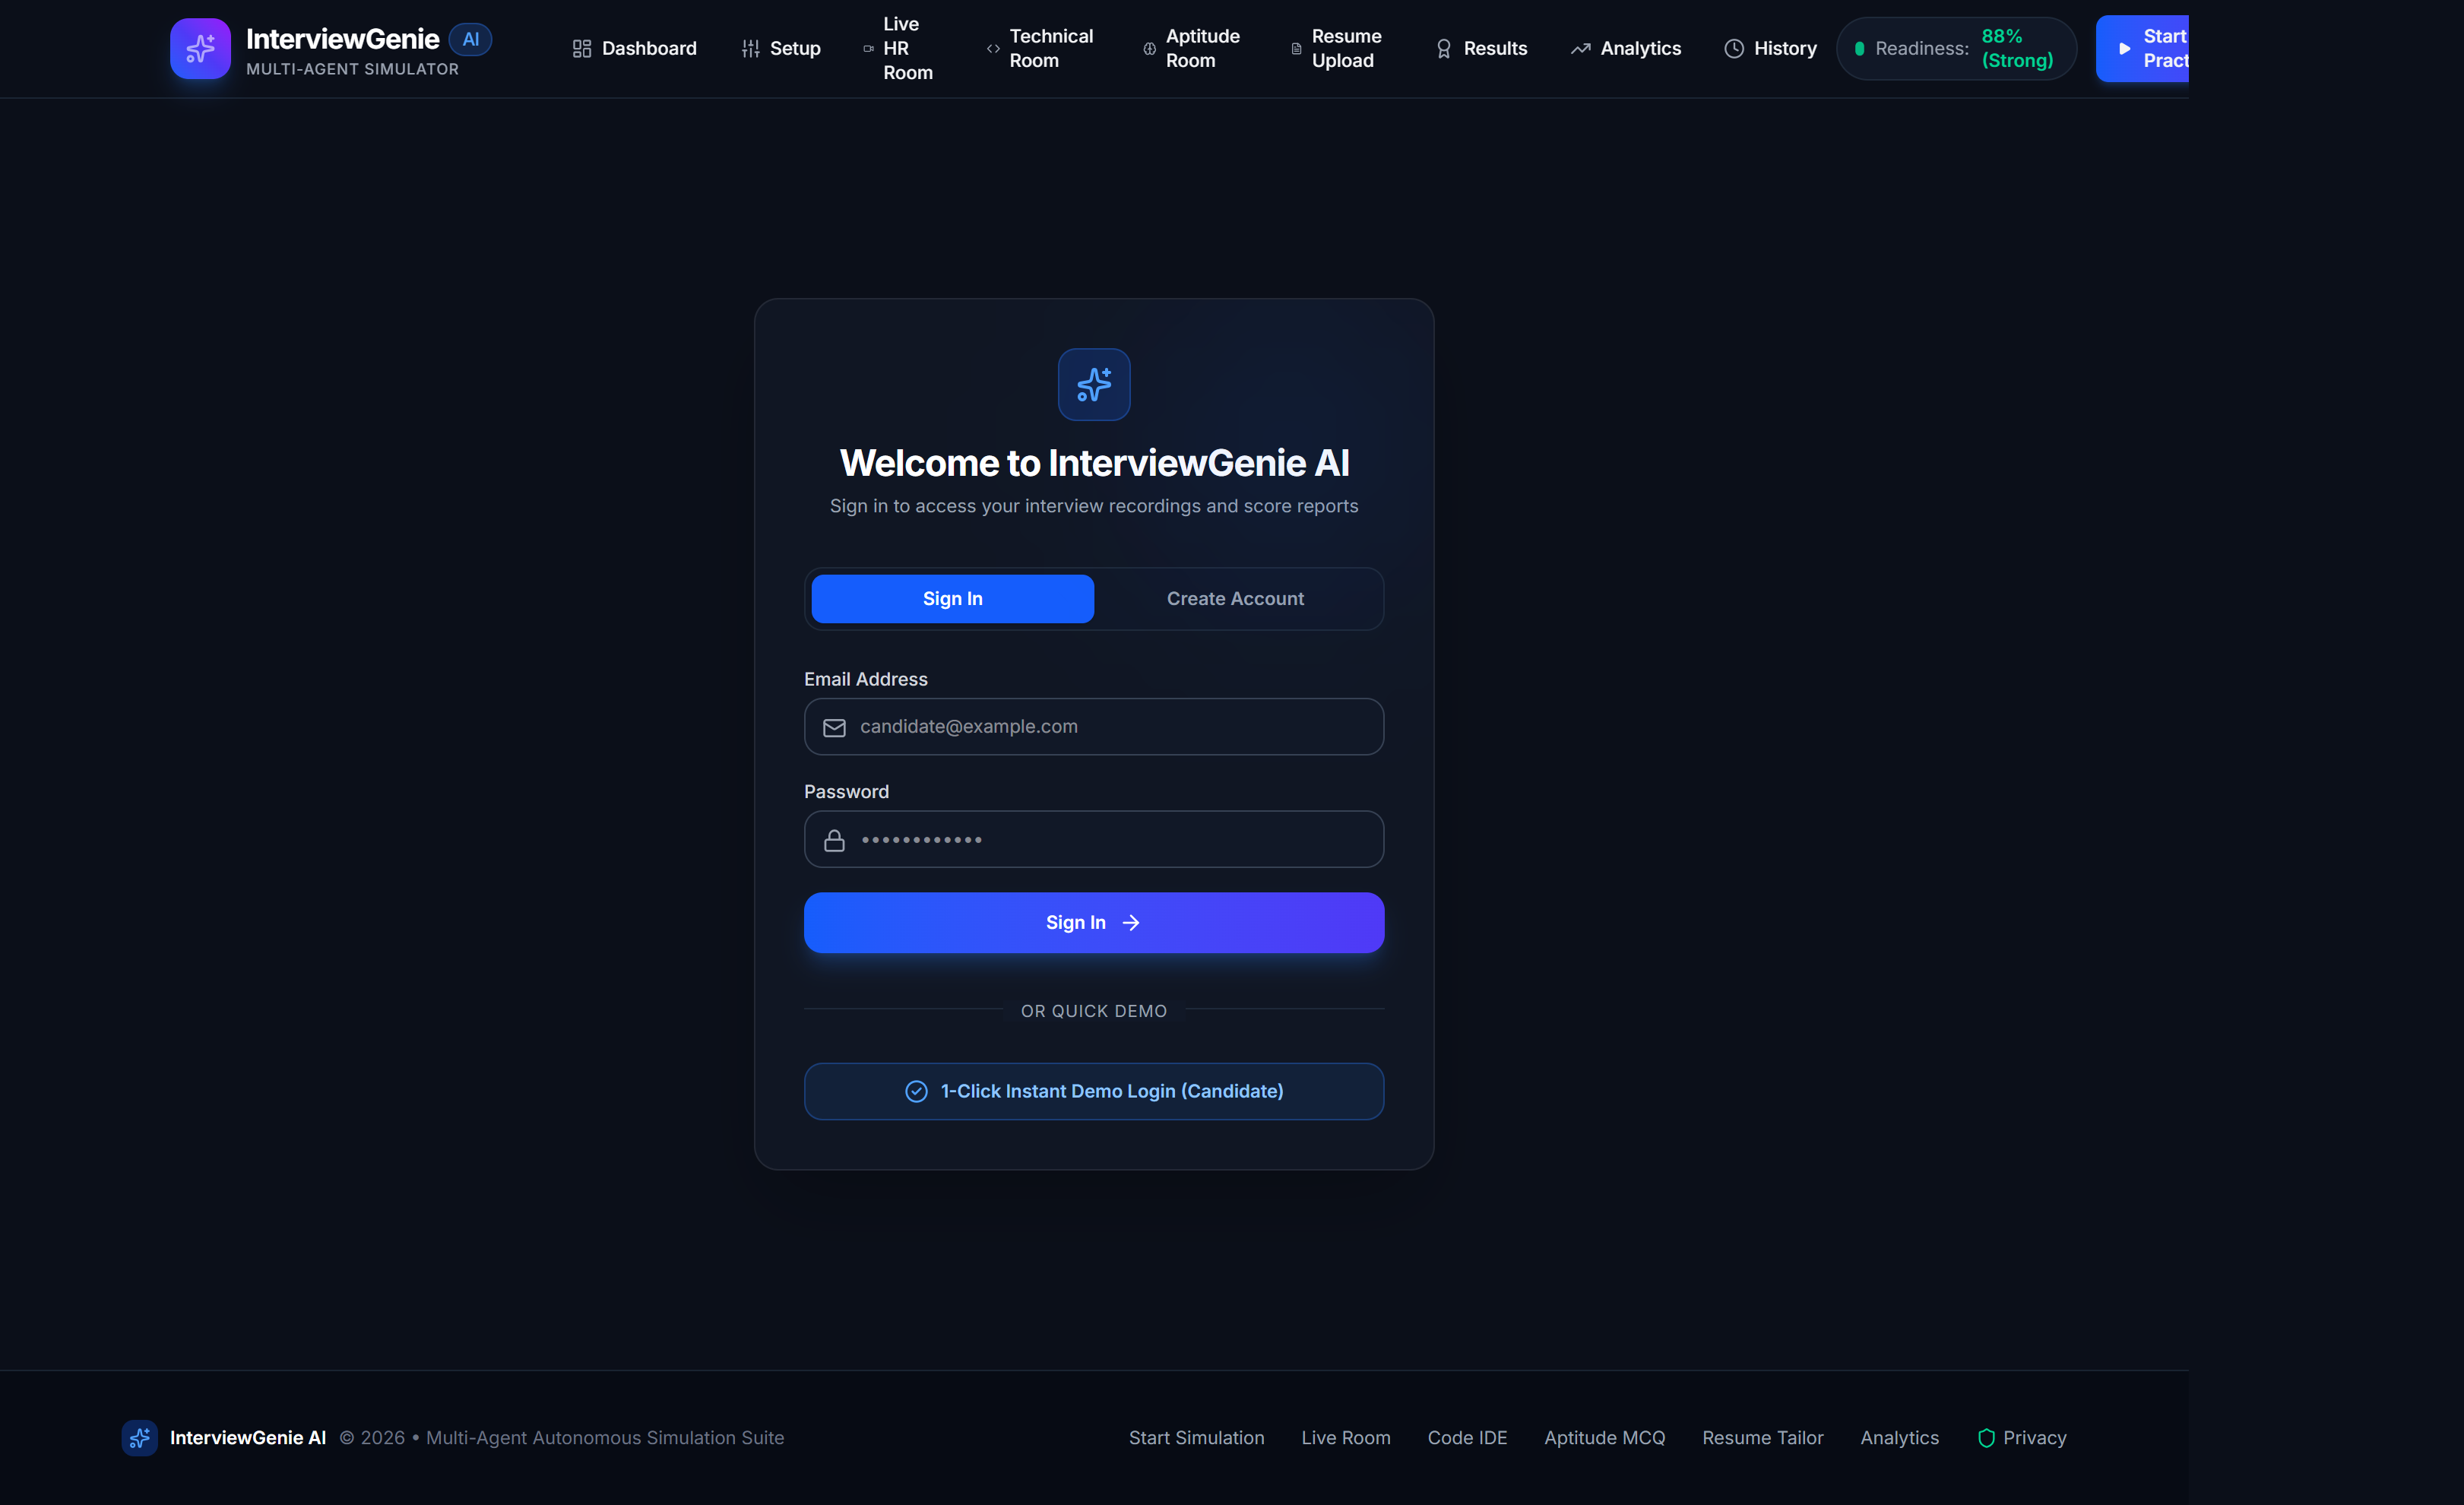 InterviewGenie AI
MULTI-AGENT SIMULATOR
Dashboard
Setup
Live
HR
Room
Technical
Room
Aptitude
Room
Resume
Upload
Results
Analytics
History
Readiness:
88%
(Strong)
Start
Pract
Welcome to InterviewGenie AI
Sign in to access your interview recordings and score reports
Sign In
Create Account
Email Address
candidate@example.com
Password
••••••••••••
Sign In
OR QUICK DEMO
1-Click Instant Demo Login (Candidate)
InterviewGenie AI © 2026 • Multi-Agent Autonomous Simulation Suite
Start Simulation
Live Room
Code IDE
Aptitude MCQ
Resume Tailor
Analytics
Privacy